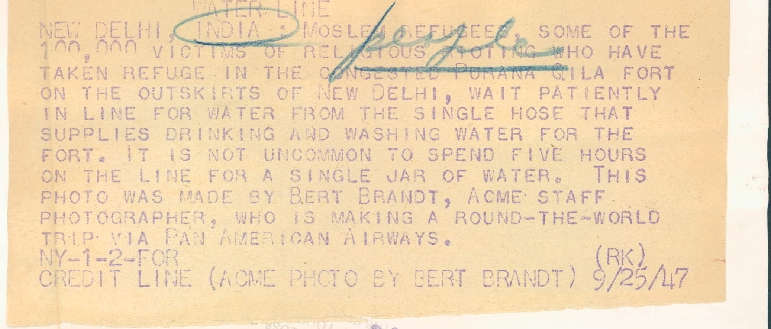 WATER LINE
NEW DELHI, INDIA: MOSLEM REFUGEES, SOME OF THE
people
100,000 VICTIMS OF RELIGIOUS RIOTING WHO HAVE
TAKEN REFUGE IN THE CONGESTED PURANA QILA FORT
ON THE OUTSKIRTS OF NEW DELHI, WAIT PATIENTLY
IN LINE FOR WATER FROM THE SINGLE HOSE THAT
SUPPLIES DRINKING AND WASHING WATER FOR THE
FORT. IT IS NOT UNCOMMON TO SPEND FIVE HOURS
ON THE LINE FOR A SINGLE JAR OF WATER. THIS
PHOTO WAS MADE BY BERT BRANDT, ACME STAFF
PHOTOGRAPHER, WHO IS MAKING A ROUND-THE-WORLD
TRIP VIA PAN AMERICAN AIRWAYS.
NY-1-2-FOR (RK)
CREDIT LINE (ACME PHOTO BY BERT BRANDT) 9/25/47